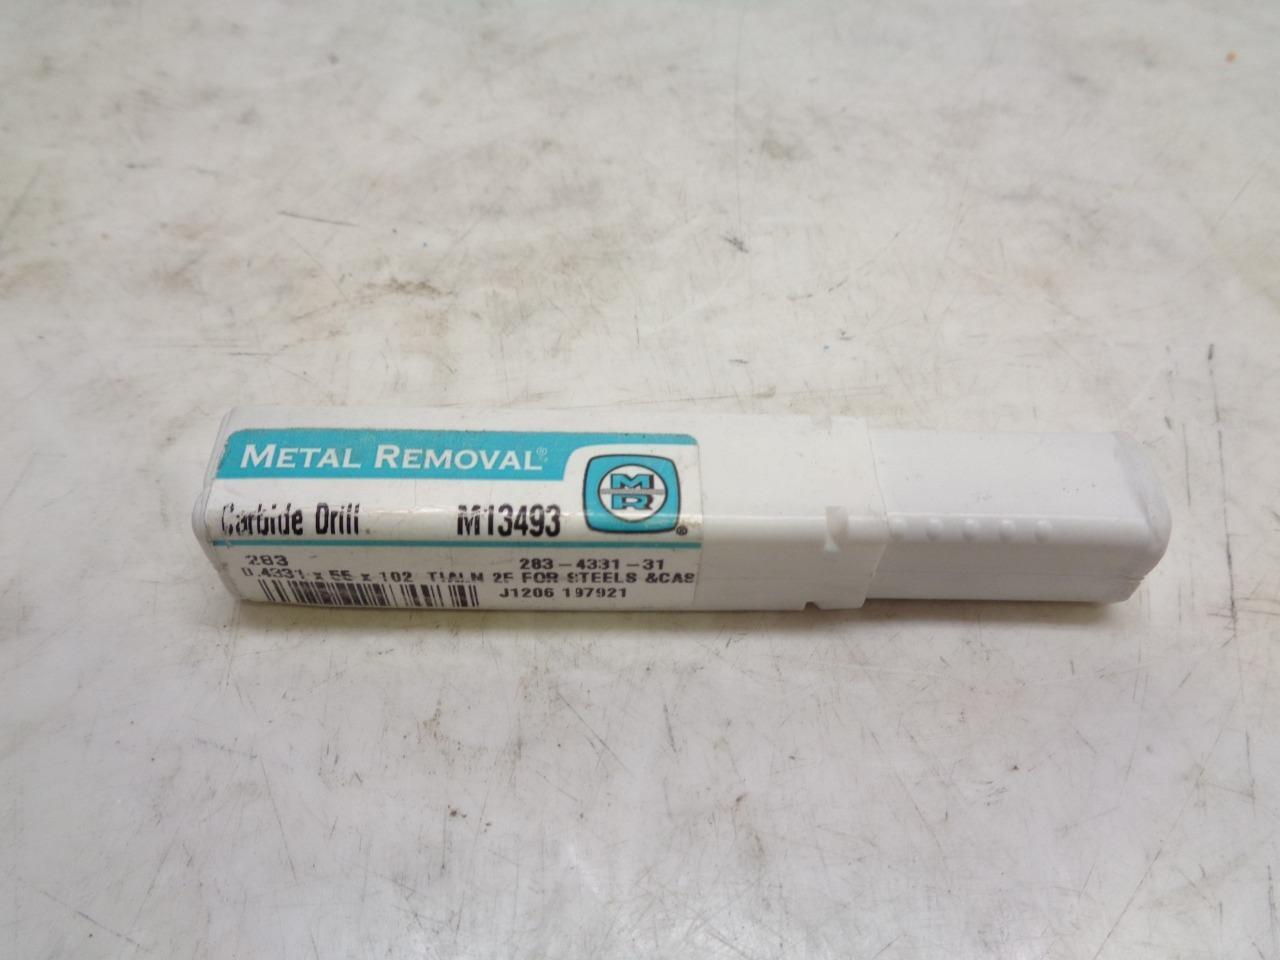 METAL REMOVAL®
MR®
Carbide Drill
M13493
283
283-4331-31
0.4331 x 55 x 102 TIALN 2F FOR STEELS &CAS
J1206 197921